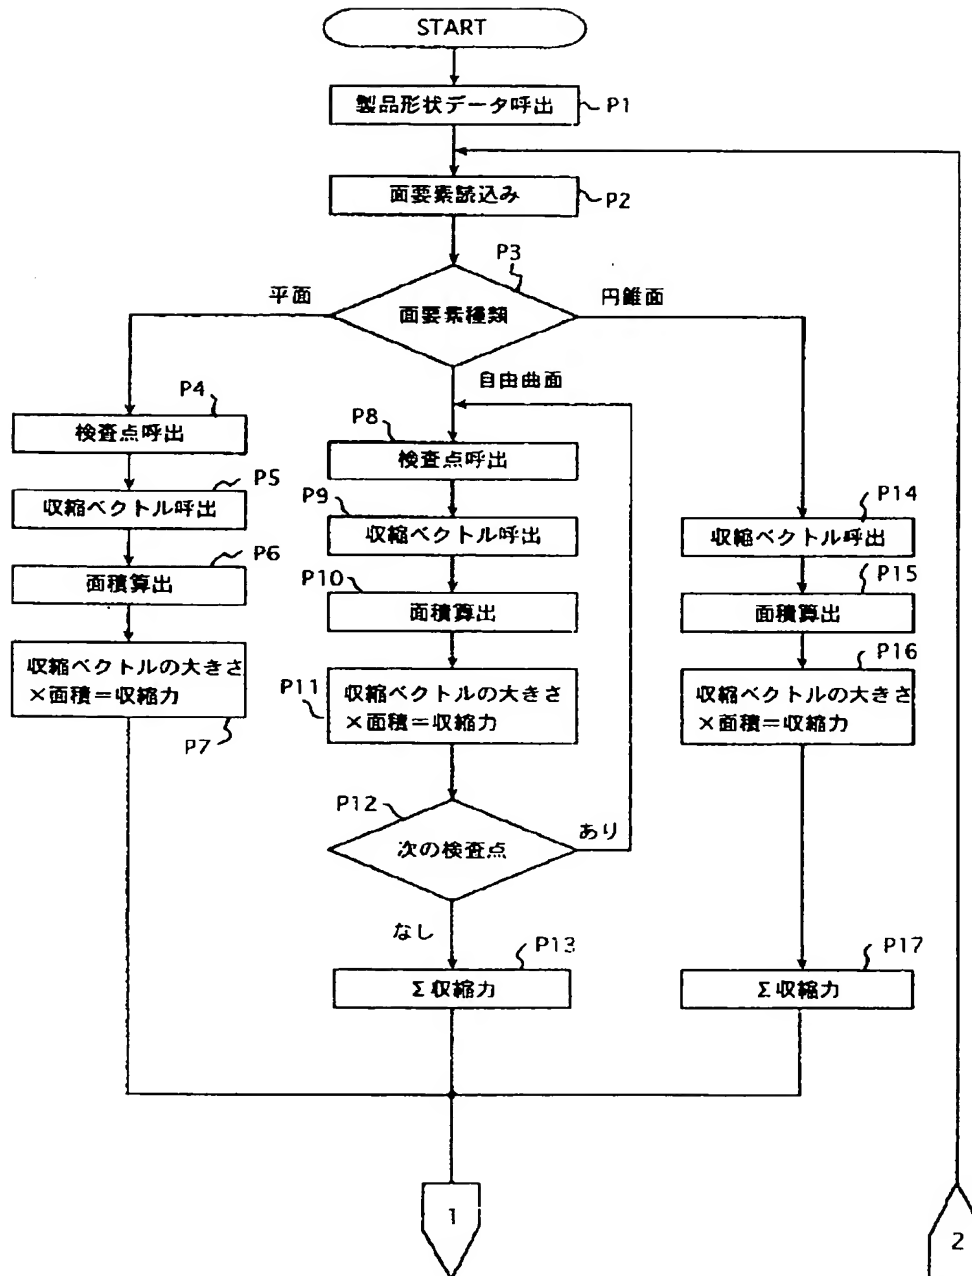 START
製品形状データ呼出
P1
面要素読込み
P2
P3
平面
円錐面
面要素種類
自由曲面
P4
検査点呼出
P5
収縮ベクトル呼出
P6
面積算出
収縮ベクトルの大きさ
×面積＝収縮力
P7
P8
検査点呼出
P9
収縮ベクトル呼出
P10
面積算出
P11
収縮ベクトルの大きさ
×面積＝収縮力
P12
次の検査点
あり
なし
P13
Σ収縮力
P14
収縮ベクトル呼出
P15
面積算出
P16
収縮ベクトルの大きさ
×面積＝収縮力
P17
Σ収縮力
1
2